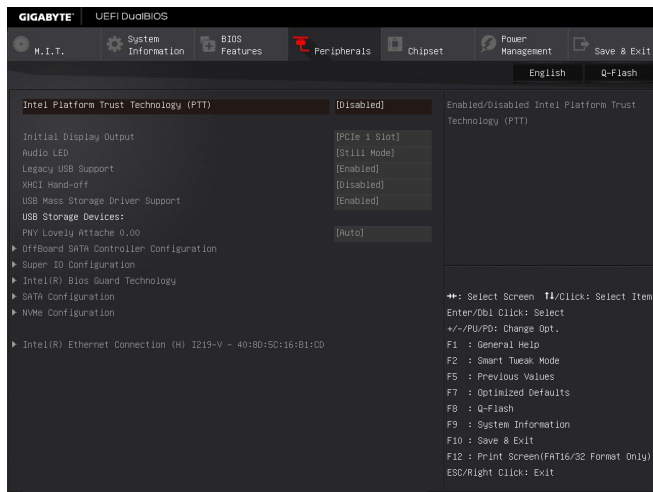 GIGABYTE™ UEFI DualBIOS
M.I.T. System Information BIOS Features Peripherals Chipset Power Management Save & Exit
English Q-Flash
Intel Platform Trust Technology (PTT) [Disabled]
Initial Display Output [PCIe 1 Slot]
Audio LED [Still Mode]
Legacy USB Support [Enabled]
XHCI Hand-off [Disabled]
USB Mass Storage Driver Support [Enabled]
USB Storage Devices:
PNY Lovely Attache 0.00 [Auto]
OffBoard SATA Controller Configuration
Super IO Configuration
Intel(R) Bios Guard Technology
SATA Configuration
NVMe Configuration
Intel(R) Ethernet Connection (H) I219-V - 40:8D:5C:16:B1:CD
Enabled/Disabled Intel Platform Trust
Technology (PTT)
→←: Select Screen ↑↓/Click: Select Item
Enter/Dbl Click: Select
+/-/PU/PD: Change Opt.
F1 : General Help
F2 : Smart Tweak Mode
F5 : Previous Values
F7 : Optimized Defaults
F8 : Q-Flash
F9 : System Information
F10 : Save & Exit
F12 : Print Screen(FAT16/32 Format Only)
ESC/Right Click: Exit